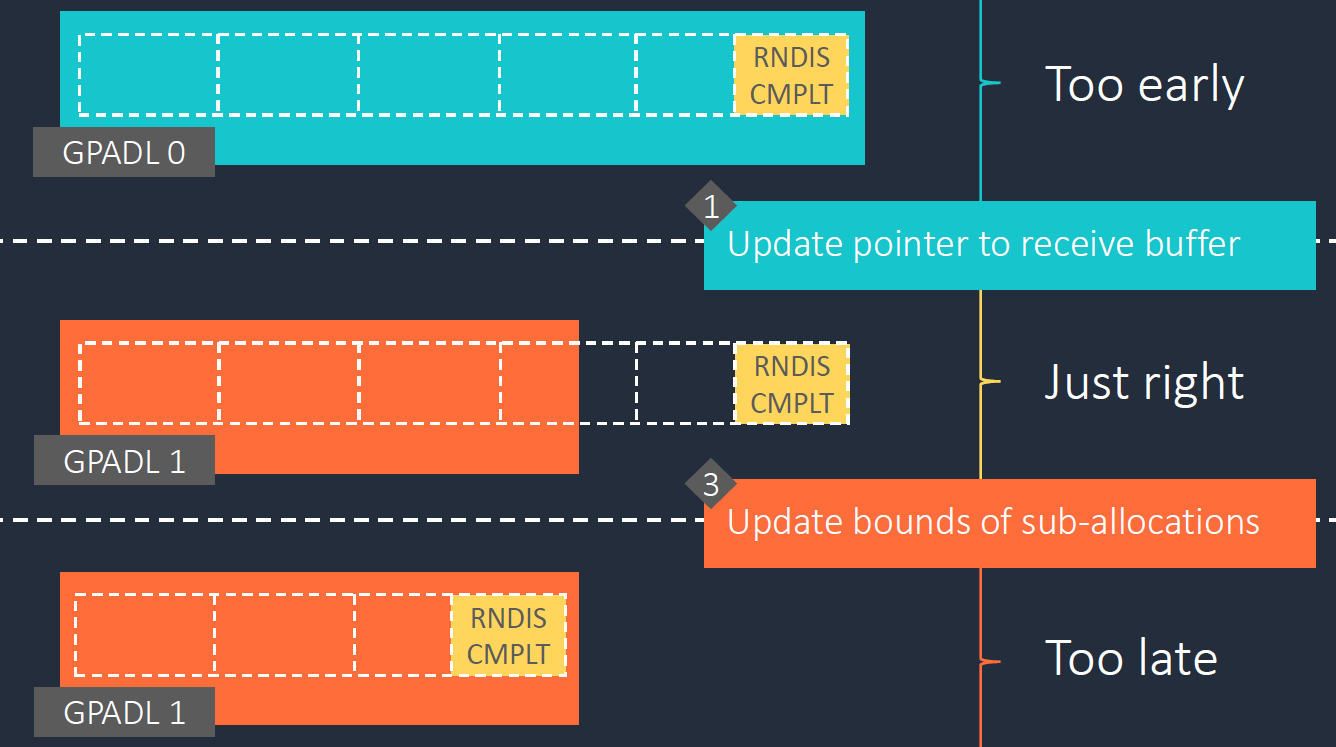 RNDIS
CMPLT
Too early
GPADL 0
1
Update pointer to receive buffer
RNDIS
CMPLT
Just right
GPADL 1
3
Update bounds of sub-allocations
RNDIS
CMPLT
Too late
GPADL 1